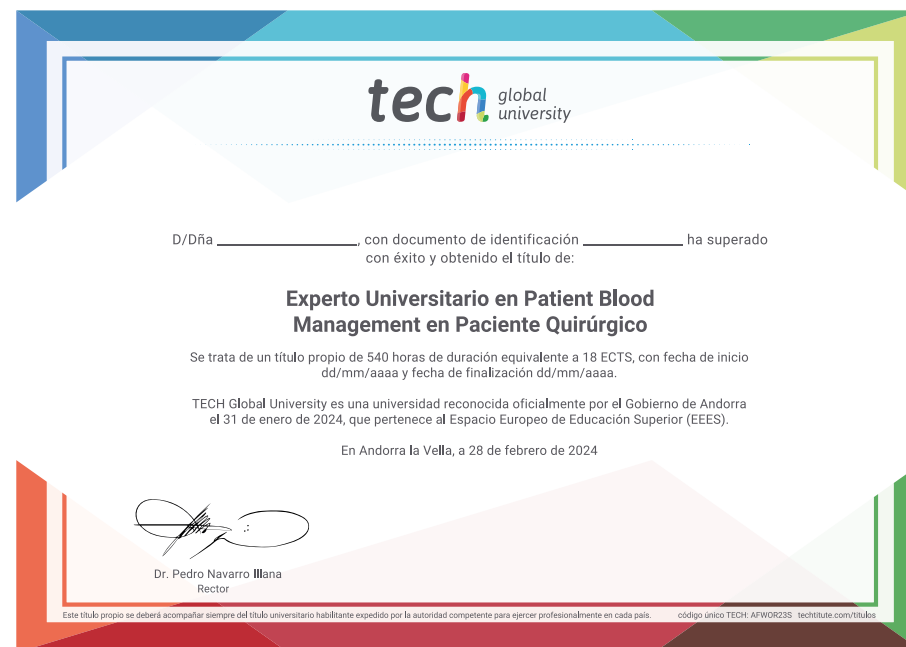 tech global
university
D/Dña ____________________, con documento de identificación ______________ ha superado
con éxito y obtenido el título de:
Experto Universitario en Patient Blood
Management en Paciente Quirúrgico
Se trata de un título propio de 540 horas de duración equivalente a 18 ECTS, con fecha de inicio
dd/mm/aaaa y fecha de finalización dd/mm/aaaa.
TECH Global University es una universidad reconocida oficialmente por el Gobierno de Andorra
el 31 de enero de 2024, que pertenece al Espacio Europeo de Educación Superior (EEES).
En Andorra la Vella, a 28 de febrero de 2024
Dr. Pedro Navarro Illana
Rector
Este título propio se deberá acompañar siempre del título universitario habilitante expedido por la autoridad competente para ejercer profesionalmente en cada país. código único TECH: AFWOR23S techtitute.com/titulos